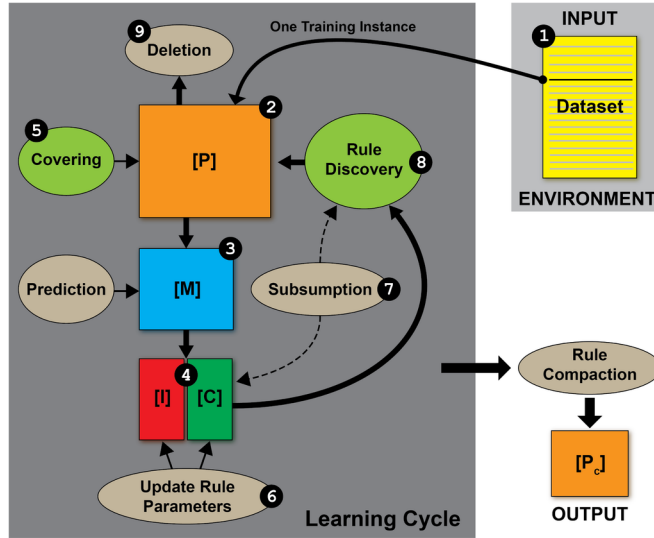 INPUT
1
Dataset
ENVIRONMENT
One Training Instance
9
Deletion
2
[P]
5
Covering
Rule
Discovery
8
3
[M]
Prediction
Subsumption
7
4
[I]
[C]
Update Rule
Parameters
6
Learning Cycle
Rule
Compaction
[Pc]
OUTPUT